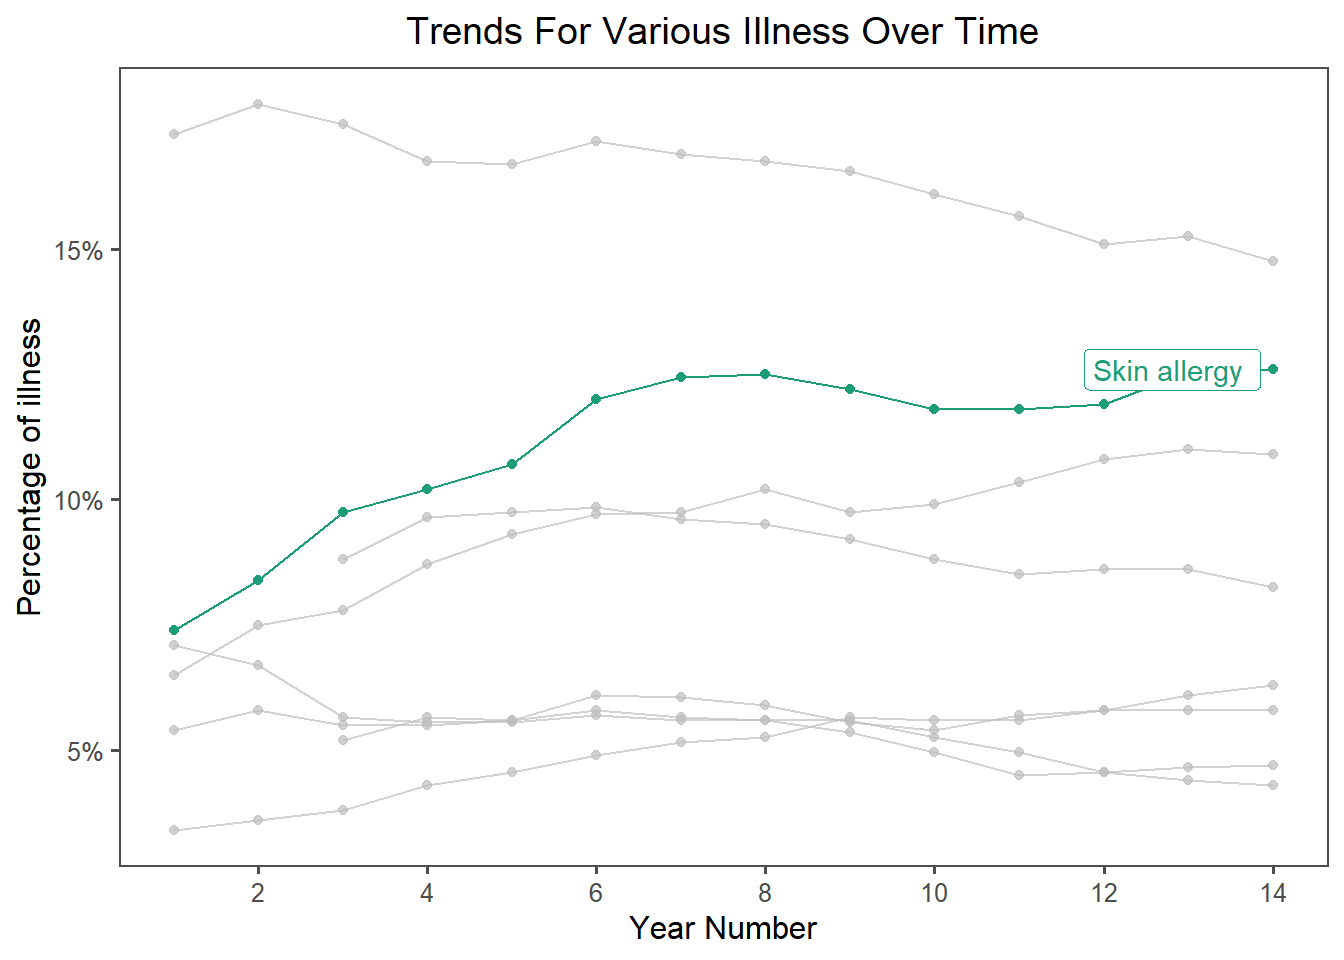 Trends For Various Illness Over Time
Percentage of illness
15%
10%
5%
Skin allergy
2 4 6 8 10 12 14
Year Number